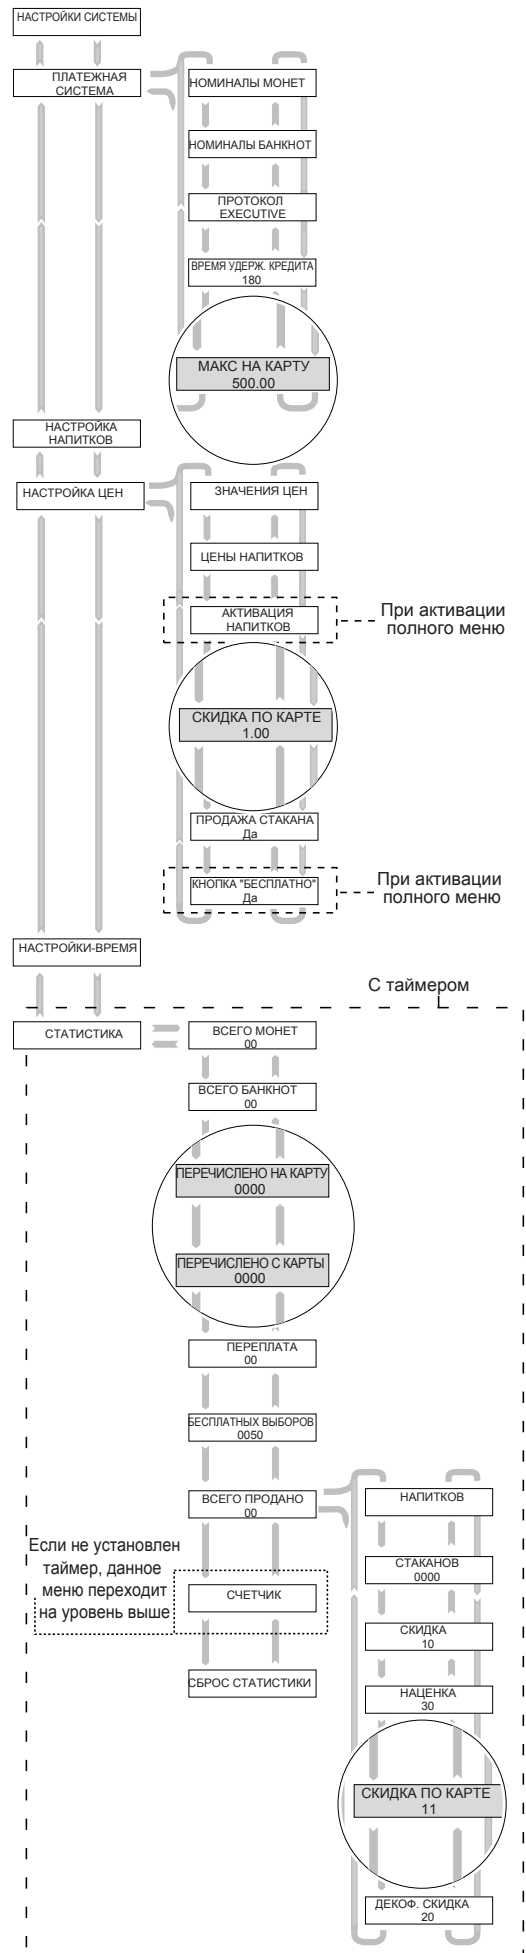 НАСТРОЙКИ СИСТЕМЫ
ПЛАТЕЖНАЯ
СИСТЕМА
НОМИНАЛЫ МОНЕТ
НОМИНАЛЫ БАНКНОТ
ПРОТОКОЛ
EXECUTIVE
ВРЕМЯ УДЕРЖ. КРЕДИТА
180
МАКС НА КАРТУ
500.00
НАСТРОЙКА
НАПИТКОВ
НАСТРОЙКА ЦЕН
ЗНАЧЕНИЯ ЦЕН
ЦЕНЫ НАПИТКОВ
АКТИВАЦИЯ
НАПИТКОВ
При активации
полного меню
СКИДКА ПО КАРТЕ
1.00
ПРОДАЖА СТАКАНА
Да
КНОПКА "БЕСПЛАТНО"
Да
При активации
полного меню
НАСТРОЙКИ-ВРЕМЯ
С таймером
СТАТИСТИКА
ВСЕГО МОНЕТ
00
ВСЕГО БАНКНОТ
00
ПЕРЕЧИСЛЕНО НА КАРТУ
0000
ПЕРЕЧИСЛЕНО С КАРТЫ
0000
ПЕРЕПЛАТА
00
БЕСПЛАТНЫХ ВЫБОРОВ
0050
ВСЕГО ПРОДАНО
00
НАПИТКОВ
СТАКАНОВ
0000
СКИДКА
10
НАЦЕНКА
30
СКИДКА ПО КАРТЕ
11
ДЕКОФ. СКИДКА
20
Если не установлен
таймер, данное
меню переходит
на уровень выше
СЧЕТЧИК
СБРОС СТАТИСТИКИ